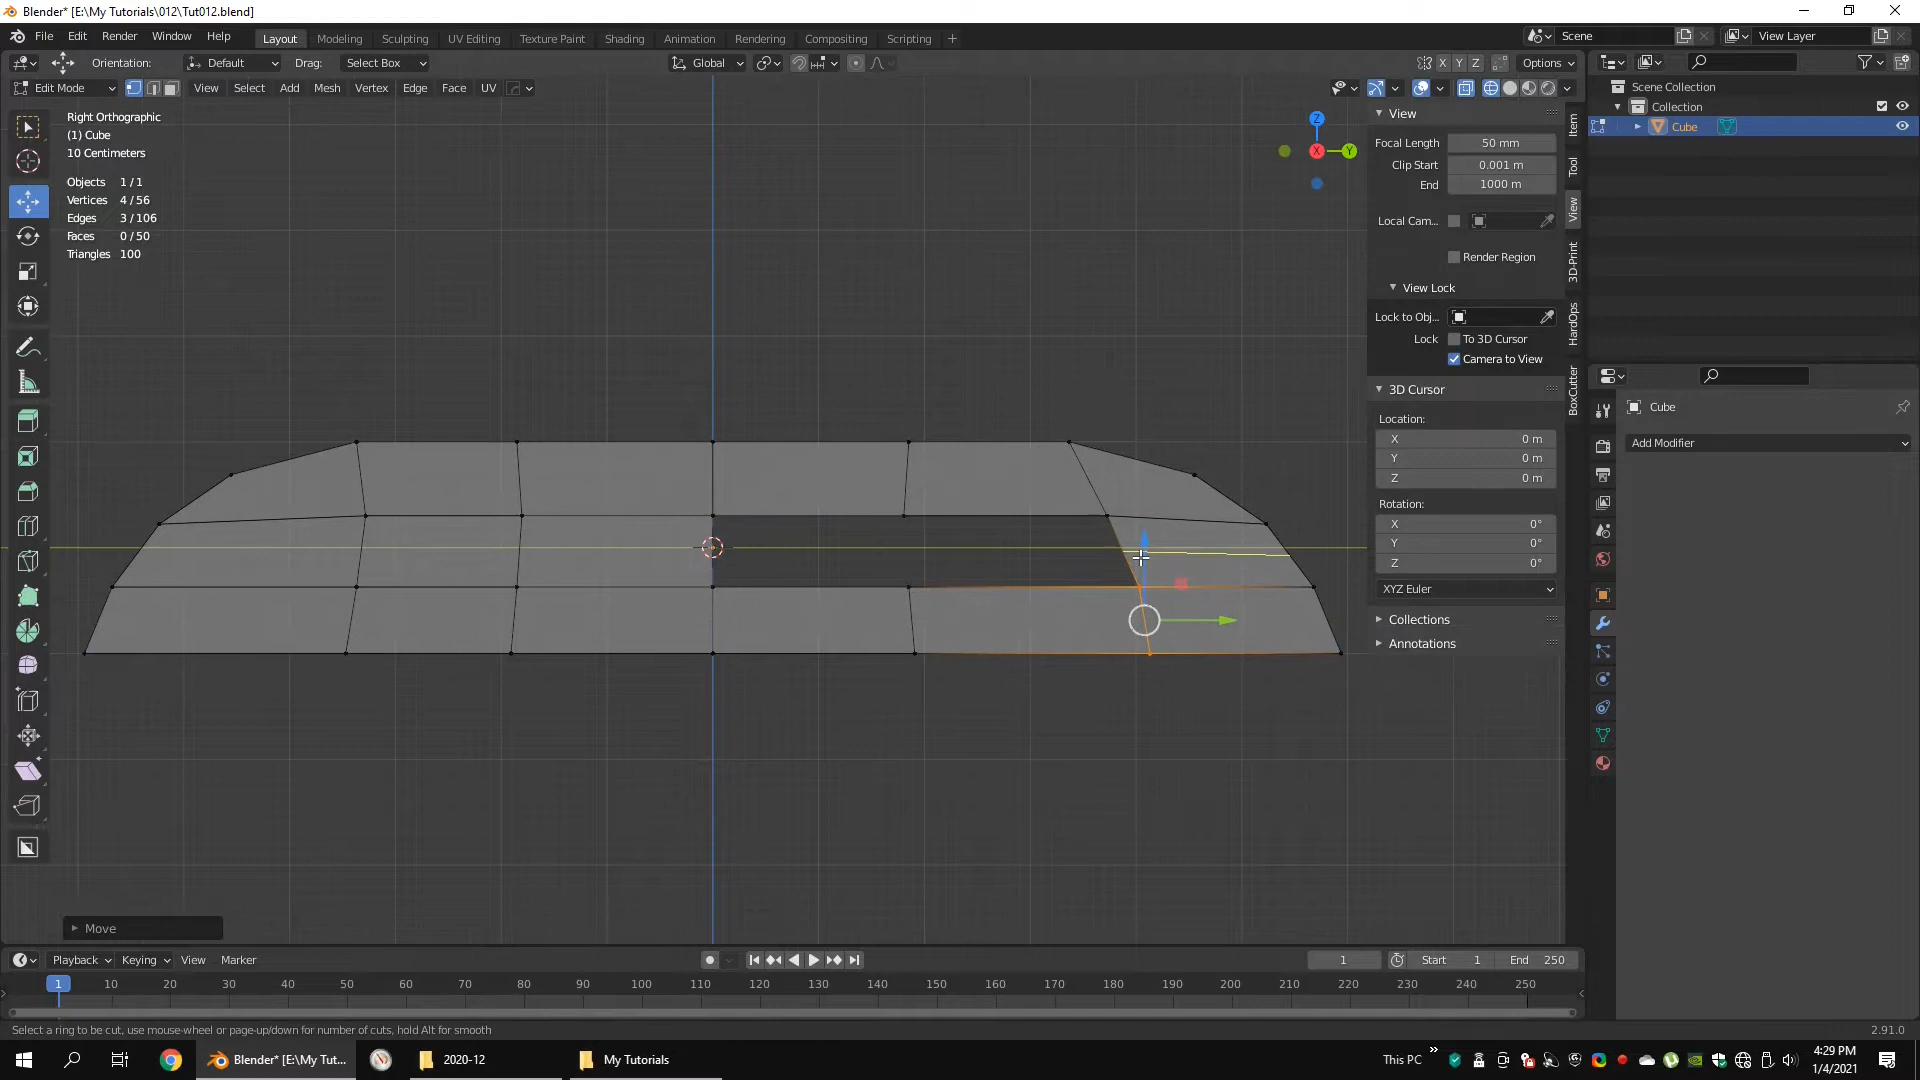 Blender* [E:\My Tutorials\012\Tut012.blend]
File Edit Render Window Help Layout Modeling Sculpting UV Editing Texture Paint Shading Animation Rendering Compositing Scripting
Scene View Layer
Orientation: Default Drag: Select Box Global X Y Z Options
Edit Mode View Select Add Mesh Vertex Edge Face UV
Right Orthographic
(1) Cube
10 Centimeters
Objects 1 / 1
Vertices 4 / 56
Edges 3 / 106
Faces 0 / 50
Triangles 100
Z
X
Y
View
Focal Length 50 mm
Clip Start 0.001 m
End 1000 m
Local Cam...
Render Region
View Lock
Lock to Obj...
Lock To 3D Cursor
Camera to View
3D Cursor
Location:
X 0 m
Y 0 m
Z 0 m
Rotation:
X 0°
Y 0°
Z 0°
XYZ Euler
Collections
Annotations
Item
Tool
View
3D-Print
HardOps
BoxCutter
Scene Collection
Collection
Cube
Cube
Add Modifier
Move
Playback Keying View Marker 1 Start 1 End 250
1 10 20 30 40 50 60 70 80 90 100 110 120 130 140 150 160 170 180 190 200 210 220 230 240 250
Select a ring to be cut, use mouse-wheel or page-up/down for number of cuts, hold Alt for smooth 2.91.0
Blender* [E:\My Tut... 2020-12 My Tutorials This PC 4:29 PM
1/4/2021